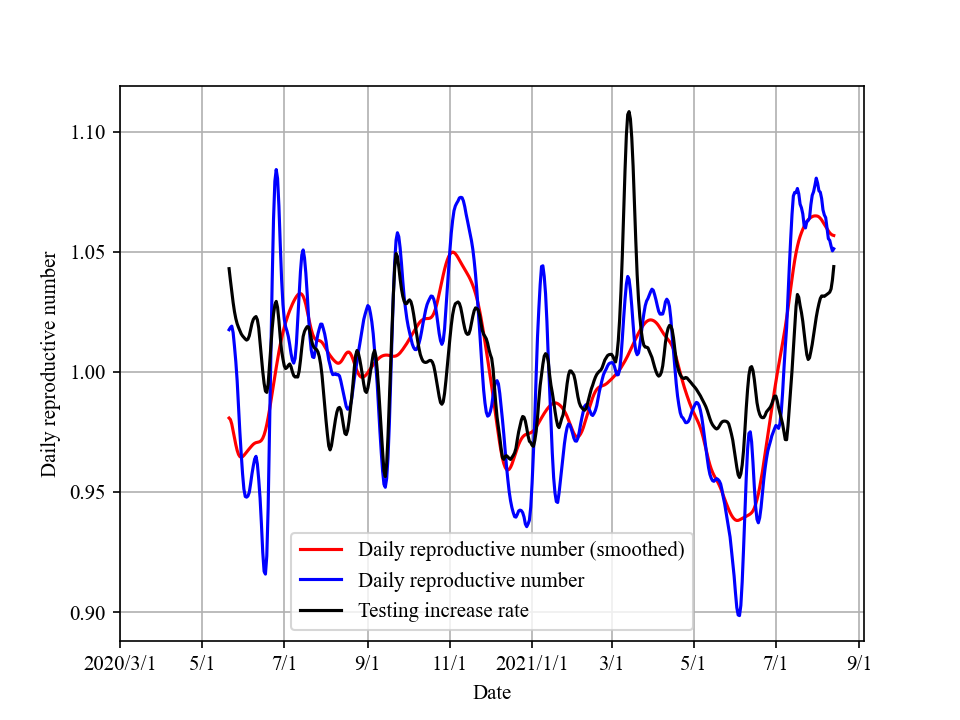 1.10
1.05
1.00
0.95
0.90
Daily reproductive number
Daily reproductive number (smoothed)
Daily reproductive number
Testing increase rate
2020/3/1 5/1 7/1 9/1 11/1 2021/1/1 3/1 5/1 7/1 9/1
Date